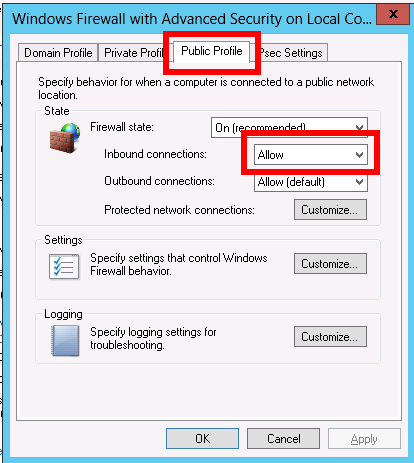 Windows Firewall with Advanced Security on Local Co...
x
Domain Profile
Private Profil
Public Profile
Psec Settings
Specify behavior for when a computer is connected to a public network
location.
State
Firewall state:
On (recommended)
Inbound connections:
Allow
Outbound connections:
Allow (default)
Protected network connections:
Customize...
Settings
Specify settings that control Windows
Firewall behavior.
Customize...
Logging
Specify logging settings for
troubleshooting.
Customize...
OK
Cancel
Apply